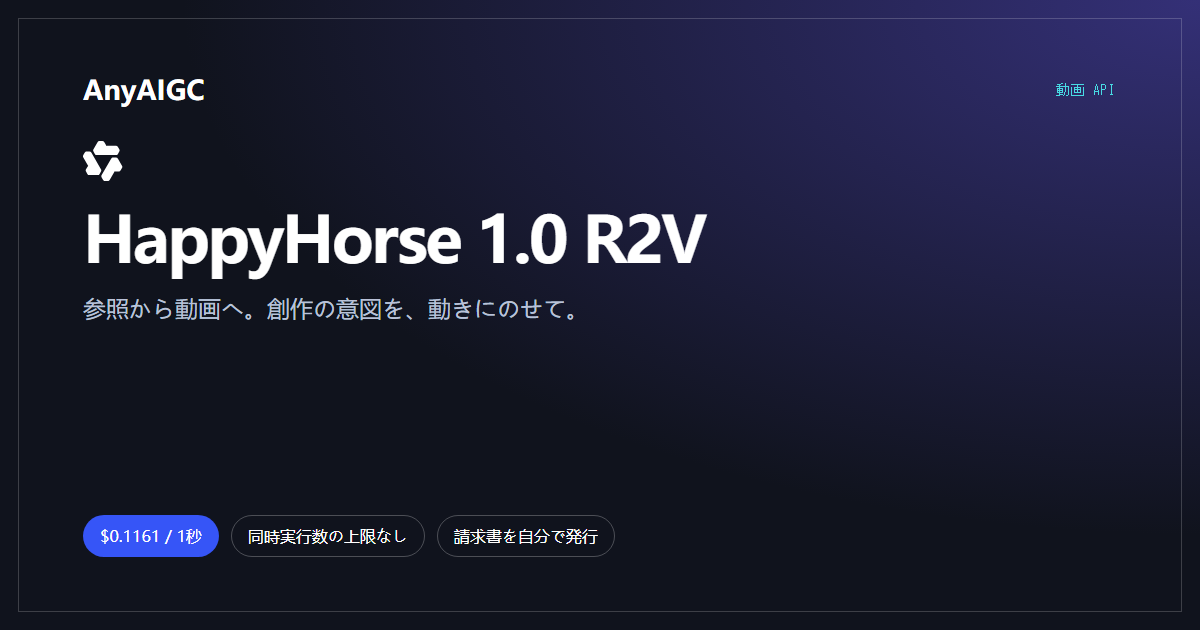 AnyAIGC
動画 API
HappyHorse 1.0 R2V
参照から動画へ。創作の意図を、動きにのせて。
$0.1161 / 1秒
同時実行数の上限なし
請求書を自分で発行